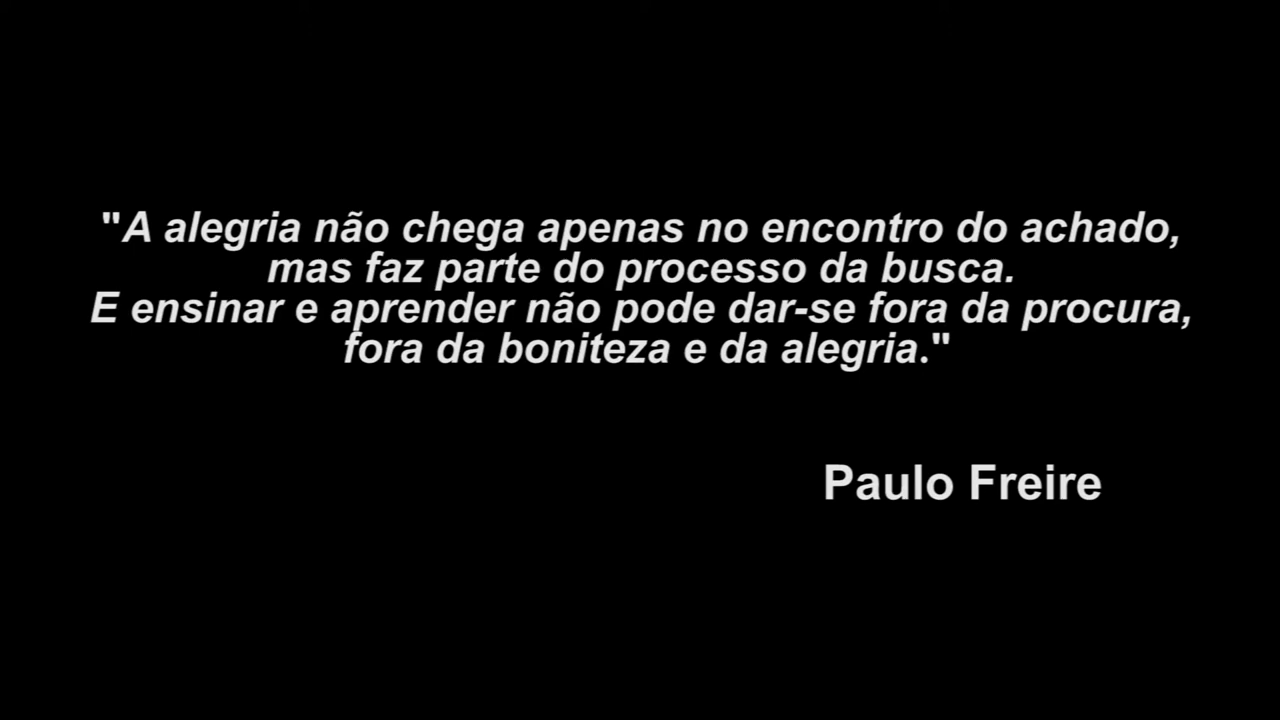 "A alegria não chega apenas no encontro do achado,
mas faz parte do processo da busca.
E ensinar e aprender não pode dar-se fora da procura,
fora da boniteza e da alegria."
Paulo Freire